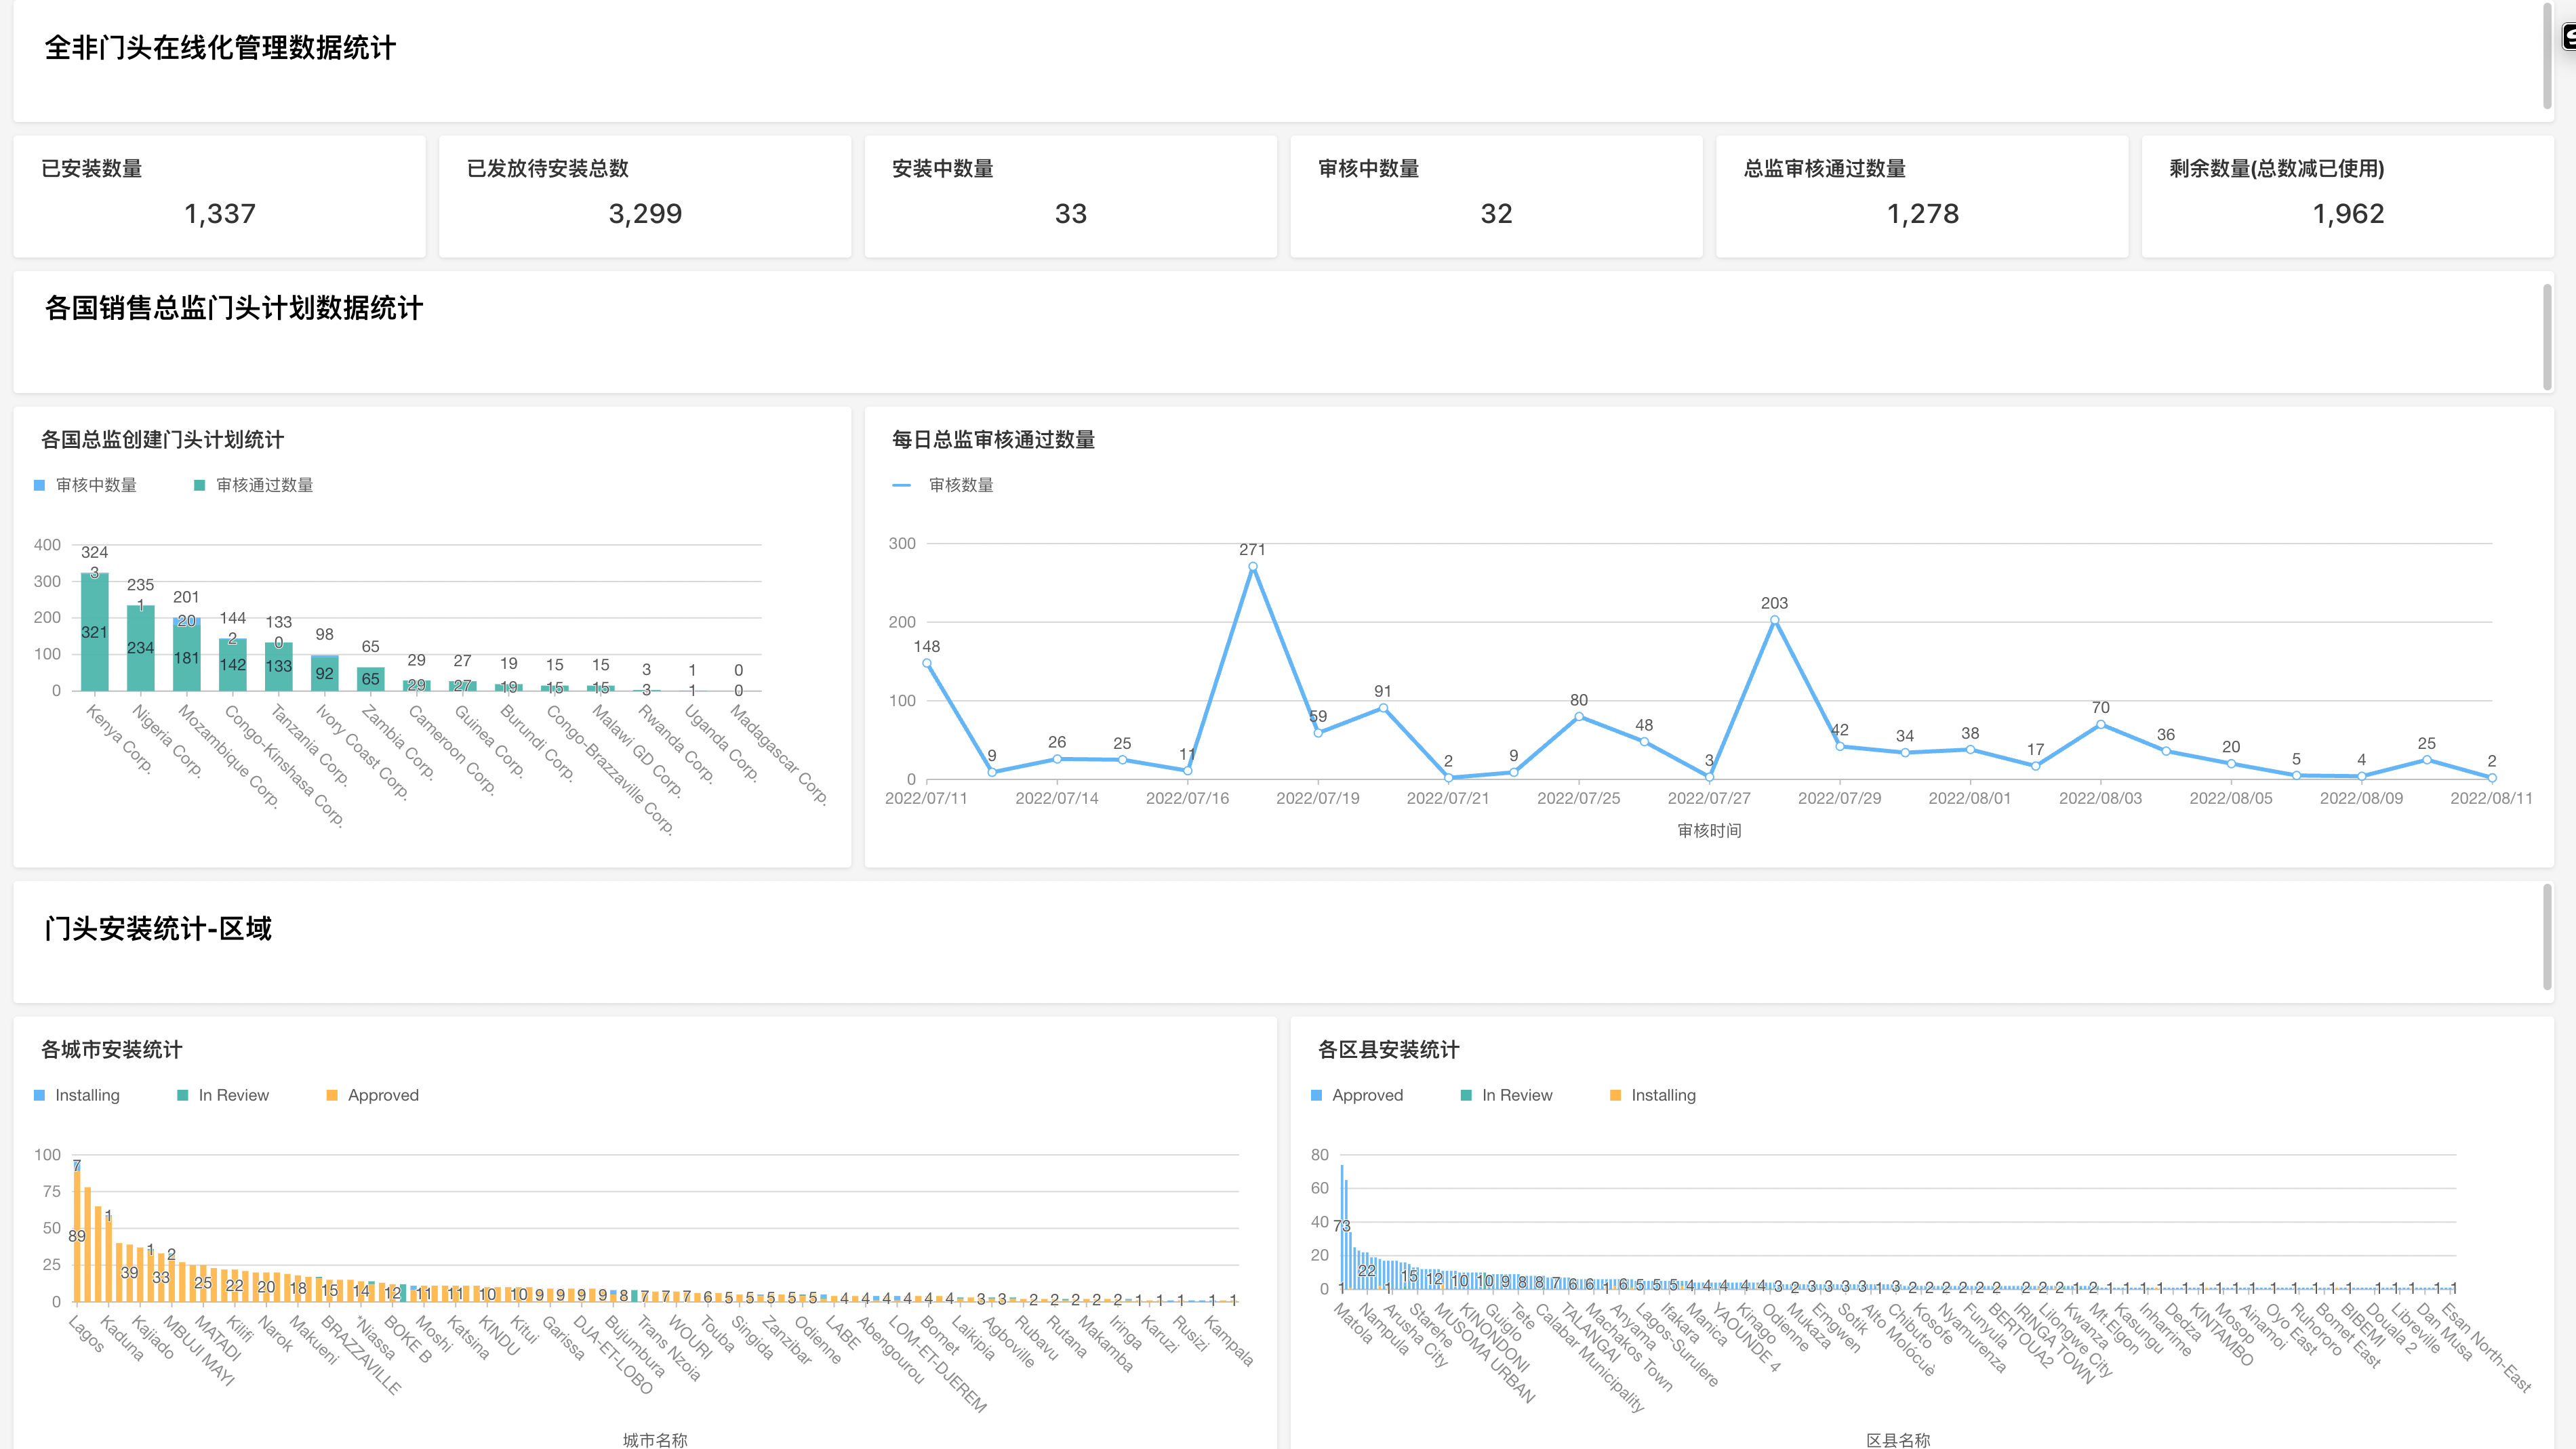 全非门头在线化管理数据统计
已安装数量
1,337
已发放待安装总数
3,299
安装中数量
33
审核中数量
32
总监审核通过数量
1,278
剩余数量(总数减已使用)
1,962
各国销售总监门头计划数据统计
各国总监创建门头计划统计
审核中数量 审核通过数量
400
300
200
100
0
324 235 201 144 133 98 65 29 27 19 15 15 3 1 0
3 1 20 2 0
321 234 181 142 133 92 65 29 27 19 15 15 3 1 0
Kenya Corp.
Nigeria Corp.
Mozambique Corp.
Congo-Kinshasa Corp.
Tanzania Corp.
Ivory Coast Corp.
Zambia Corp.
Cameroon Corp.
Guinea Corp.
Burundi Corp.
Congo-Brazzaville Corp.
Malawi GD Corp.
Rwanda Corp.
Uganda Corp.
Madagascar Corp.
每日总监审核通过数量
审核数量
300
200
100
0
148 9 26 25 11 271 59 91 2 9 80 48 3 203 42 34 38 17 70 36 20 5 4 25 2
2022/07/11 2022/07/14 2022/07/16 2022/07/19 2022/07/21 2022/07/25 2022/07/27 2022/07/29 2022/08/01 2022/08/03 2022/08/05 2022/08/09 2022/08/11
审核时间
门头安装统计-区域
各城市安装统计
Installing In Review Approved
100
75
50
25
0
7 1 1 2
89 39 33 25 22 20 18 15 14 12 11 11 10 10 9 9 9 9 8 7 7 7 6 5 5 5 5 5 4 4 4 4 4 4 3 3 2 2 2 2 2 1 1 1 1 1
Lagos
Kaduna
Kajiado
MBUJI MAYI
MATADI
Kilifi
Narok
Makueni
BRAZZAVILLE
'Niassa
BOKE B
Moshi
Katsina
KINDU
Kitui
Garissa
DJA-ET-LOBO
Bujumbura
Trans Nzoia
WOURI
Touba
Singida
Zanzibar
Odienne
LABE
Abengourou
LOM-ET-DJEREM
Bomet
Laikipia
Agboville
Rubavu
Rutana
Makamba
Iringa
Karuzi
Rusizi
Kampala
城市名称
各区县安装统计
Approved In Review Installing
80
60
40
20
0
73 22 15 12 10 10 9 8 8 7 6 6 1 6 5 5 5 4 4 4 4 4 3 2 3 3 3 1 3 2 2 2 2 2 2 2 2 1 2 1 1 1 1 1 1 1 1 1 1 1 1 1 1 1 1
1 1
Matola
Nampula
Arusha City
Starehe
MUSOMA URBAN
KINONDONI
Guiglo
Tete
Calabar Municipality
TALANGAI
Machakos Town
Anyama
Lagos-Surulere
Ifakara
Manica
YAOUNDE 4
Kinago
Odienne
Mukaza
Emgwen
Sotik
Alto Molócuè
Chibuto
Kosofe
Nyamurenza
Funyula
BERTOUA2
IRINGA TOWN
Lilongwe City
Kwanza
Mt.Elgon
Kasungu
Inharrime
Dedza
KINTAMBO
Mosop
Ainamoi
Oyo East
Ruhororo
Bomet East
BIBEMI
Douala 2
Libreville
Dan Musa
Esan North-East
区县名称